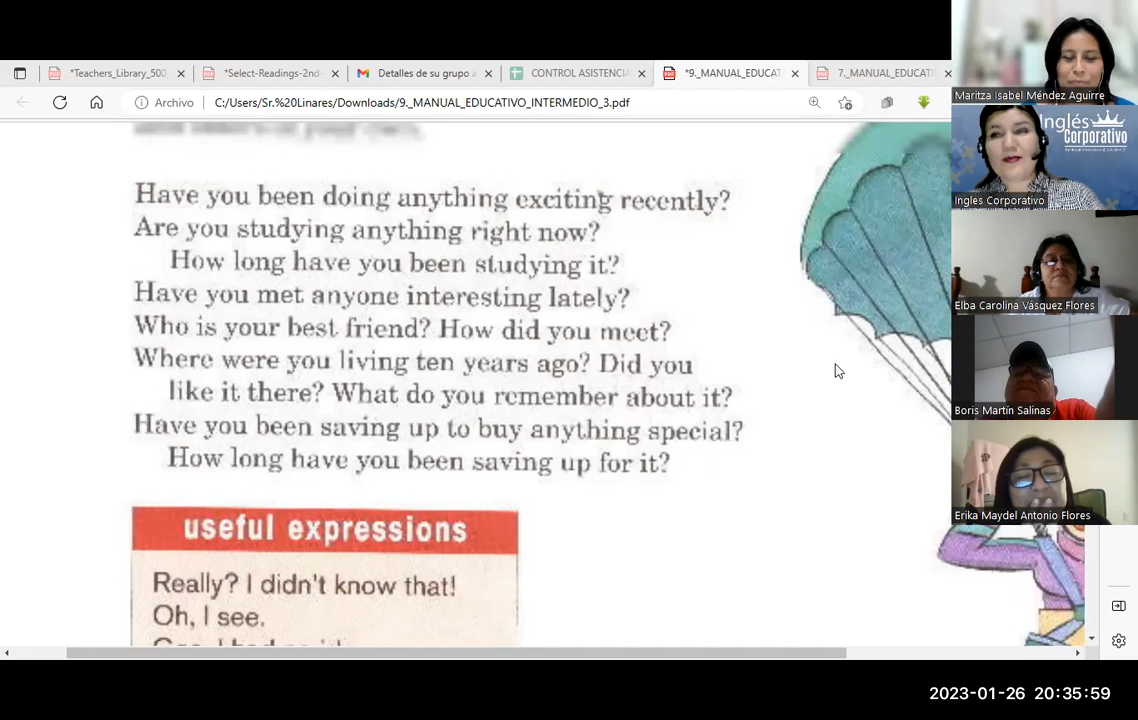 *Teachers_Library_500_
*Select-Readings-2nd-
Detalles de su grupo a
CONTROL ASISTENCIA
*9._MANUAL_EDUCAT
7._MANUAL_EDUCATI
Archivo
C:/Users/Sr.%20Linares/Downloads/9._MANUAL_EDUCATIVO_INTERMEDIO_3.pdf
Have you been doing anything exciting recently?
Are you studying anything right now?
How long have you been studying it?
Have you met anyone interesting lately?
Who is your best friend? How did you meet?
Where were you living ten years ago? Did you
like it there? What do you remember about it?
Have you been saving up to buy anything special?
How long have you been saving up for it?
useful expressions
Really? I didn't know that!
Oh, I see.
Maritza Isabel Méndez Aguirre
Inglés
Corporativo
Ingles Corporativo
Elba Carolina Vásquez Flores
Boris Martín Salinas
Erika Maydel Antonio Flores
2023-01-26 20:35:59